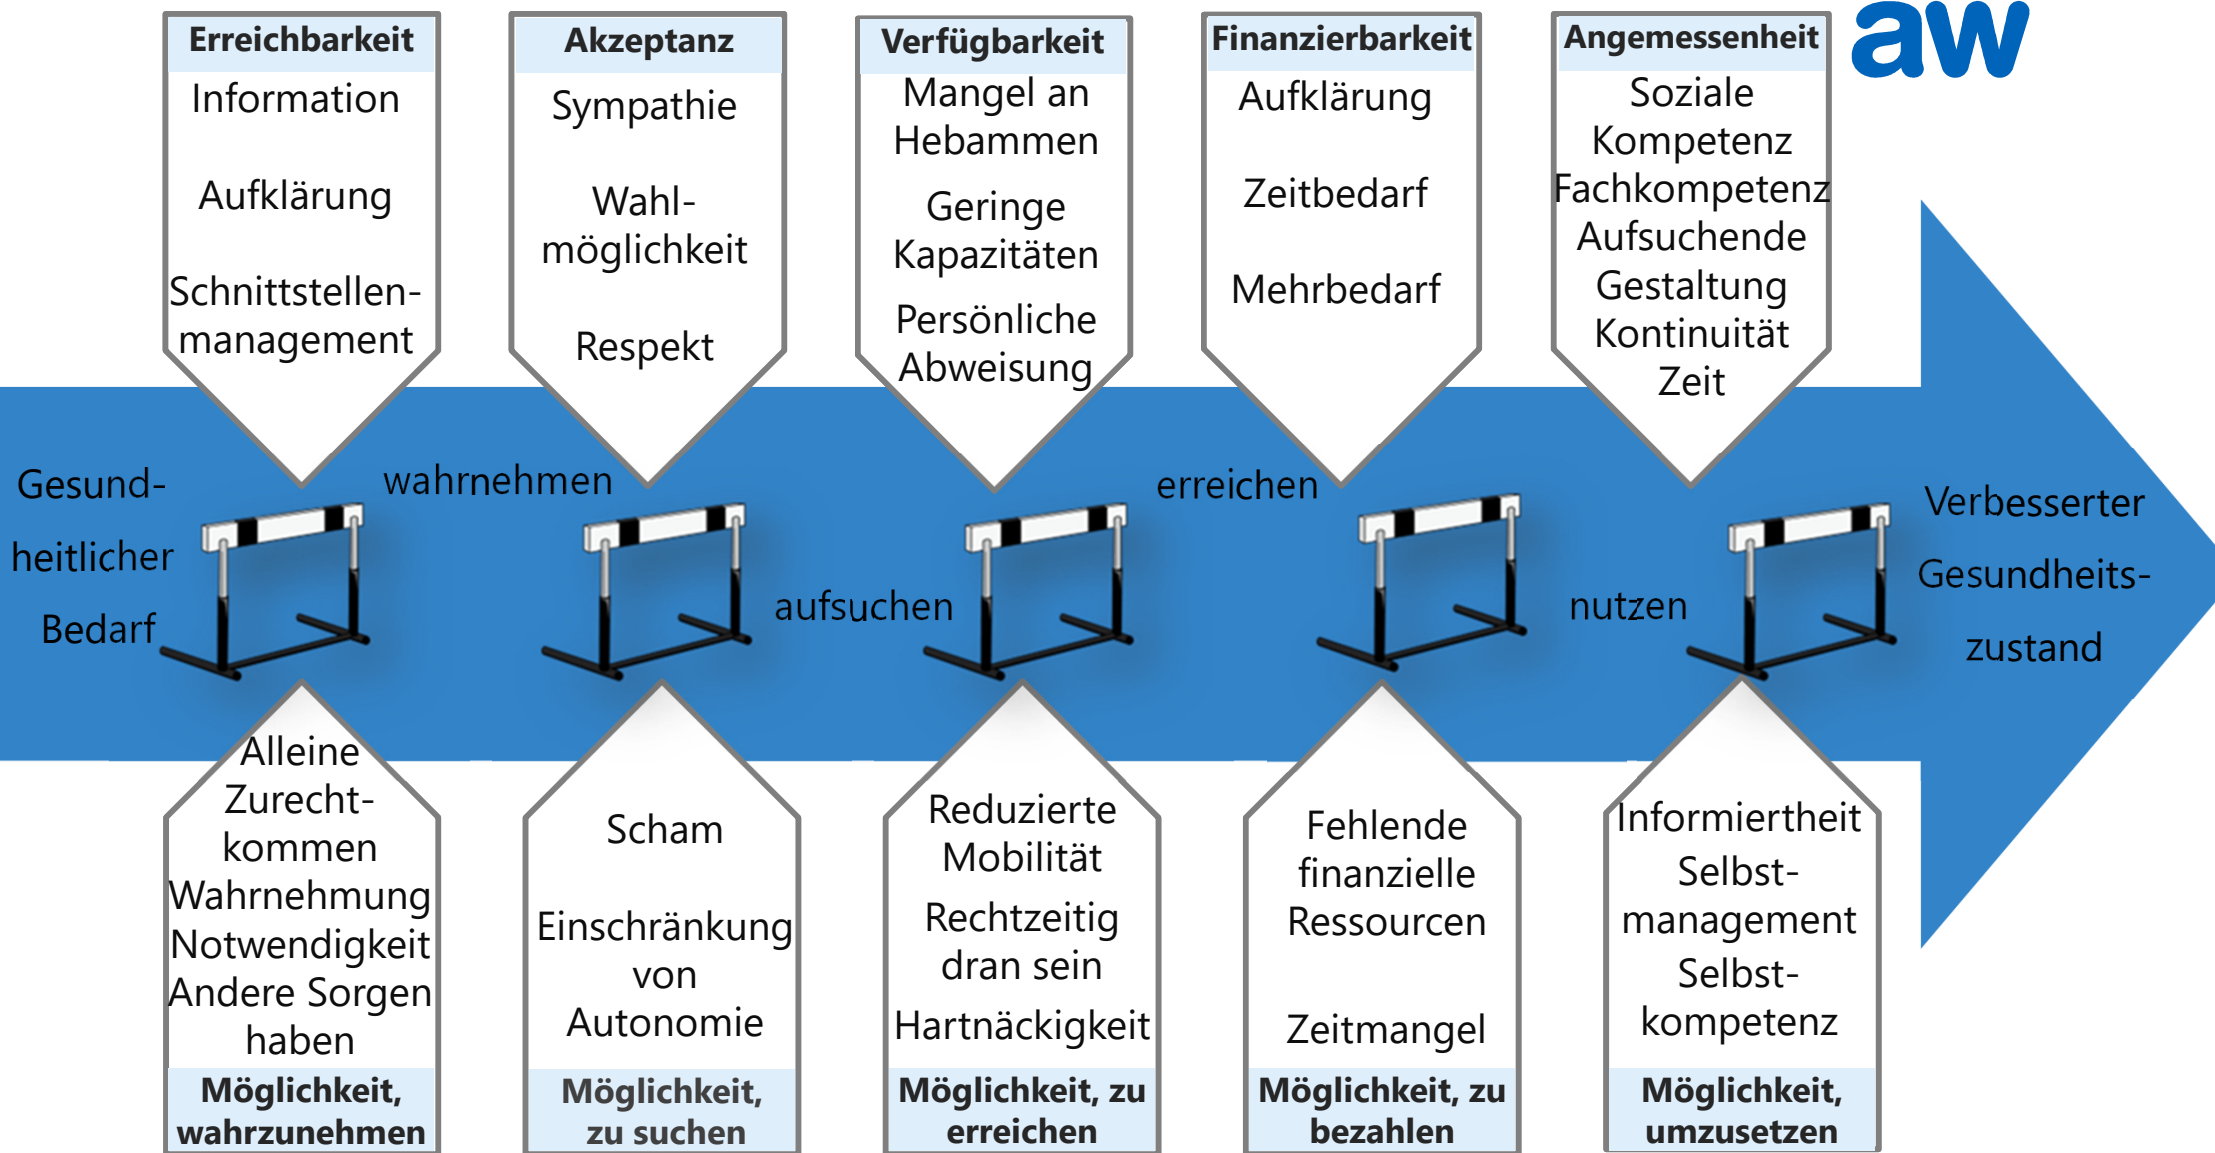 Erreichbarkeit
Information
Aufklärung
Schnittstellen-
management
Akzeptanz
Sympathie
Wahl-
möglichkeit
Respekt
Verfügbarkeit
Mangel an
Hebammen
Geringe
Kapazitäten
Persönliche
Abweisung
Finanzierbarkeit
Aufklärung
Zeitbedarf
Mehrbedarf
Angemessenheit
Soziale
Kompetenz
Fachkompetenz
Aufsuchende
Gestaltung
Kontinuität
Zeit
aw
Gesund-
heitlicher
Bedarf
wahrnehmen
aufsuchen
erreichen
nutzen
Verbesserter
Gesundheits-
zustand
Alleine
Zurecht-
kommen
Wahrnehmung
Notwendigkeit
Andere Sorgen
haben
Möglichkeit,
wahrzunehmen
Scham
Einschränkung
von
Autonomie
Möglichkeit,
zu suchen
Reduzierte
Mobilität
Rechtzeitig
dran sein
Hartnäckigkeit
Möglichkeit, zu
erreichen
Fehlende
finanzielle
Ressourcen
Zeitmangel
Möglichkeit, zu
bezahlen
Informiertheit
Selbst-
management
Selbst-
kompetenz
Möglichkeit,
umzusetzen